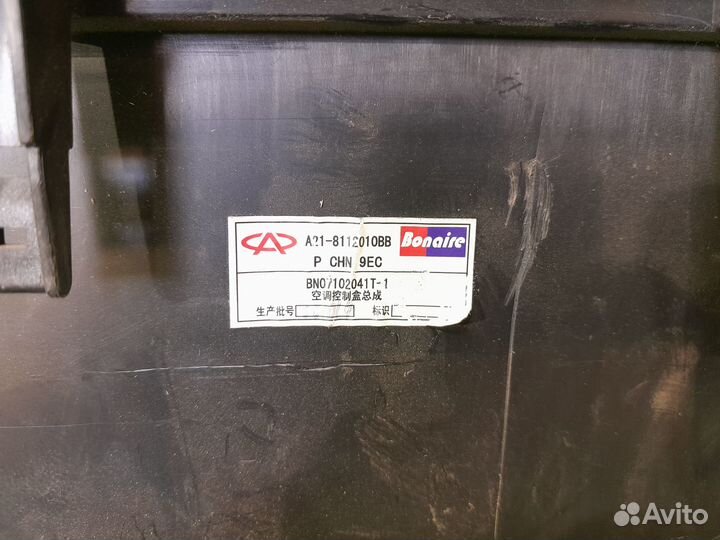 A21-8112010BB Bonaire
P CHN 9EC
BN07102041T-1
空调控制盒总成
生产批号 标识
Avito